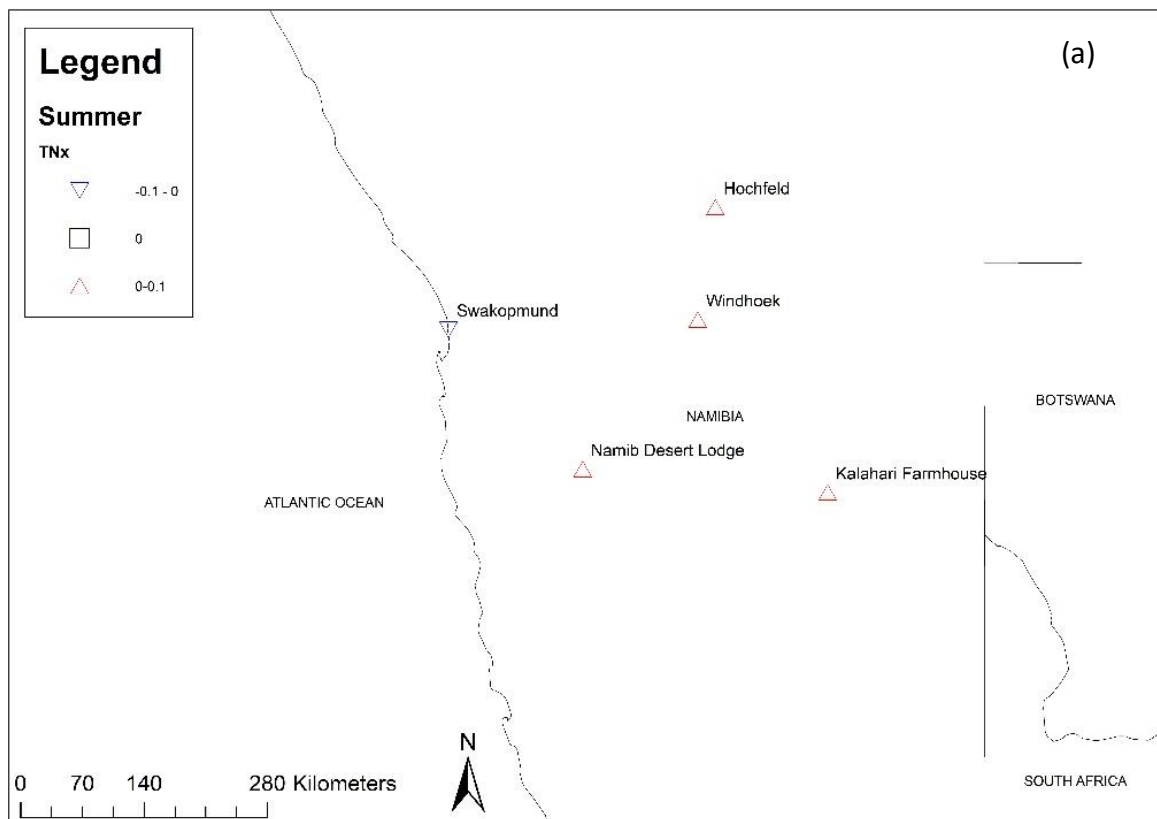 (a)
Legend
Summer
TNx
-0.1 - 0
0
0-0.1
Hochfeld
Windhoek
Swakopmund
BOTSWANA
NAMIBIA
Namib Desert Lodge
Kalahari Farmhouse
ATLANTIC OCEAN
N
0 70 140 280 Kilometers
SOUTH AFRICA